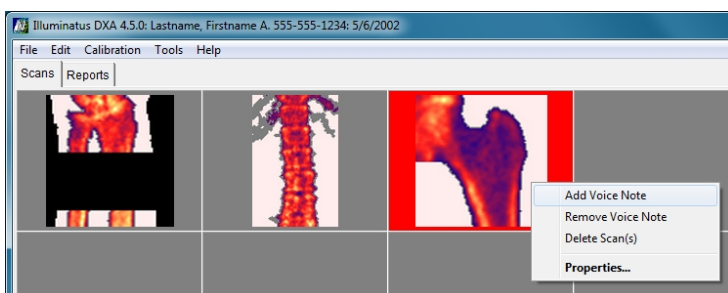 Illuminatus DXA 4.5.0: Lastname, Firstname A. 555-555-1234: 5/6/2002
File Edit Calibration Tools Help
Scans Reports
Add Voice Note
Remove Voice Note
Delete Scan(s)
Properties...